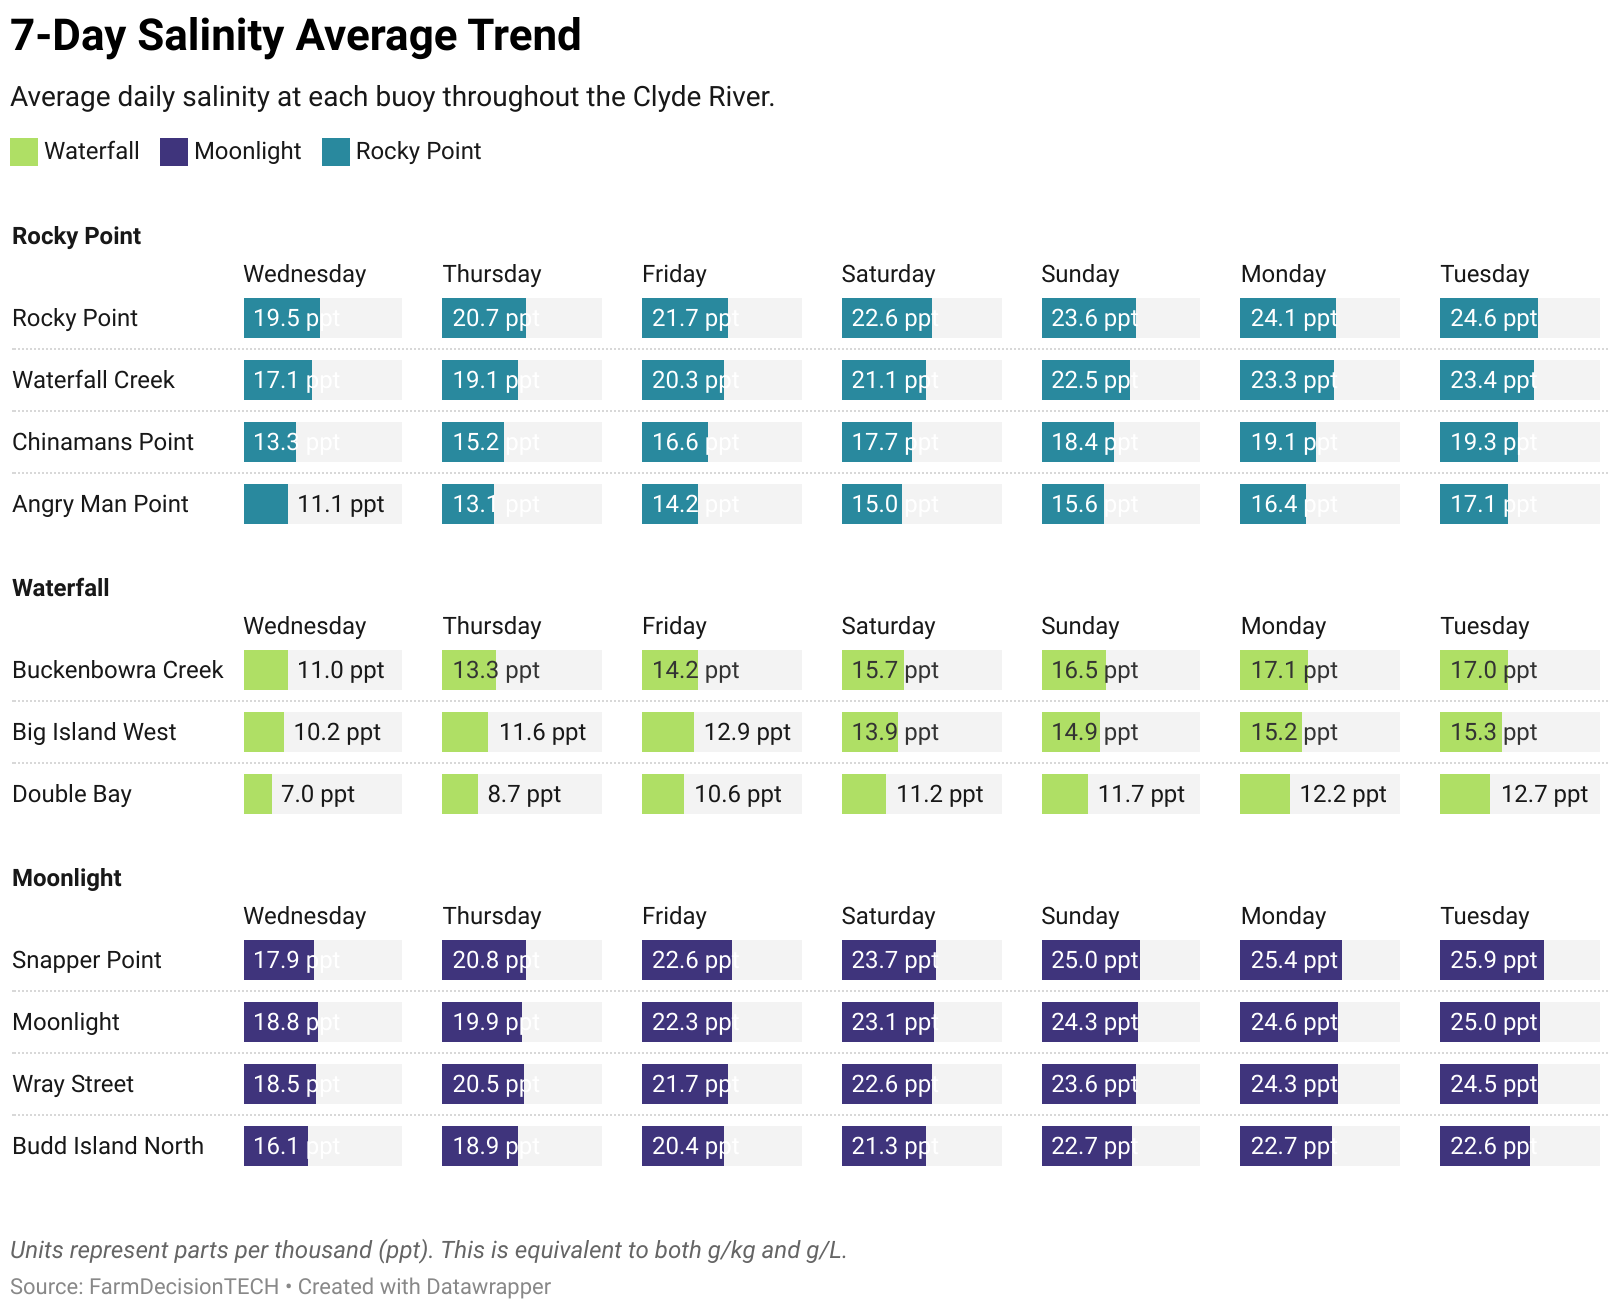 7-Day Salinity Average Trend
Average daily salinity at each buoy throughout the Clyde River.
Waterfall Moonlight Rocky Point
Rocky Point
Wednesday Thursday Friday Saturday Sunday Monday Tuesday
Rocky Point 19.5 ppt 20.7 ppt 21.7 ppt 22.6 ppt 23.6 ppt 24.1 ppt 24.6 ppt
Waterfall Creek 17.1 ppt 19.1 ppt 20.3 ppt 21.1 ppt 22.5 ppt 23.3 ppt 23.4 ppt
Chinamans Point 13.3 ppt 15.2 ppt 16.6 ppt 17.7 ppt 18.4 ppt 19.1 ppt 19.3 ppt
Angry Man Point 11.1 ppt 13.1 ppt 14.2 ppt 15.0 ppt 15.6 ppt 16.4 ppt 17.1 ppt
Waterfall
Wednesday Thursday Friday Saturday Sunday Monday Tuesday
Buckenbowra Creek 11.0 ppt 13.3 ppt 14.2 ppt 15.7 ppt 16.5 ppt 17.1 ppt 17.0 ppt
Big Island West 10.2 ppt 11.6 ppt 12.9 ppt 13.9 ppt 14.9 ppt 15.2 ppt 15.3 ppt
Double Bay 7.0 ppt 8.7 ppt 10.6 ppt 11.2 ppt 11.7 ppt 12.2 ppt 12.7 ppt
Moonlight
Wednesday Thursday Friday Saturday Sunday Monday Tuesday
Snapper Point 17.9 ppt 20.8 ppt 22.6 ppt 23.7 ppt 25.0 ppt 25.4 ppt 25.9 ppt
Moonlight 18.8 ppt 19.9 ppt 22.3 ppt 23.1 ppt 24.3 ppt 24.6 ppt 25.0 ppt
Wray Street 18.5 ppt 20.5 ppt 21.7 ppt 22.6 ppt 23.6 ppt 24.3 ppt 24.5 ppt
Budd Island North 16.1 ppt 18.9 ppt 20.4 ppt 21.3 ppt 22.7 ppt 22.7 ppt 22.6 ppt
Units represent parts per thousand (ppt). This is equivalent to both g/kg and g/L.
Source: FarmDecisionTECH • Created with Datawrapper